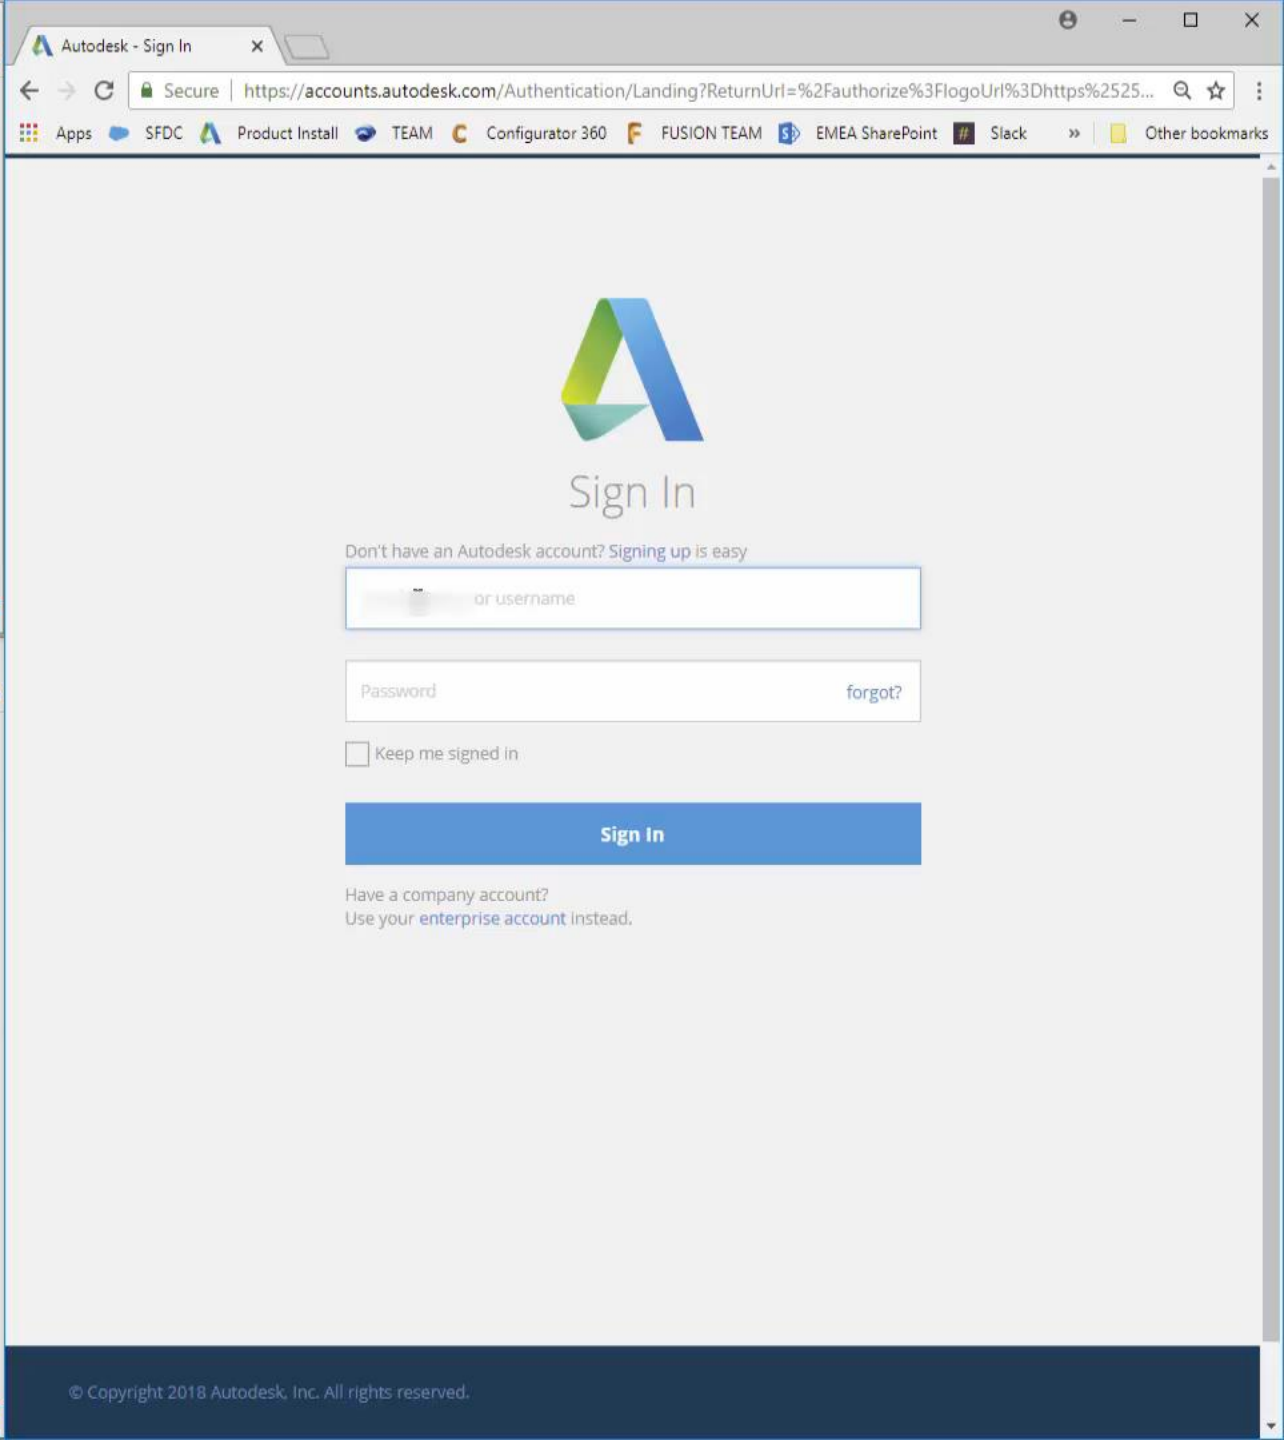 Autodesk - Sign In
Secure https://accounts.autodesk.com/Authentication/Landing?ReturnUrl=%2Fauthorize%3FlogoUrl%3Dhttps%2525...
Apps SFDC Product Install TEAM Configurator 360 FUSION TEAM EMEA SharePoint Slack » Other bookmarks
Sign In
Don't have an Autodesk account? Signing up is easy
or username
Password forgot?
Keep me signed in
Sign In
Have a company account?
Use your enterprise account instead.
© Copyright 2018 Autodesk, Inc. All rights reserved.